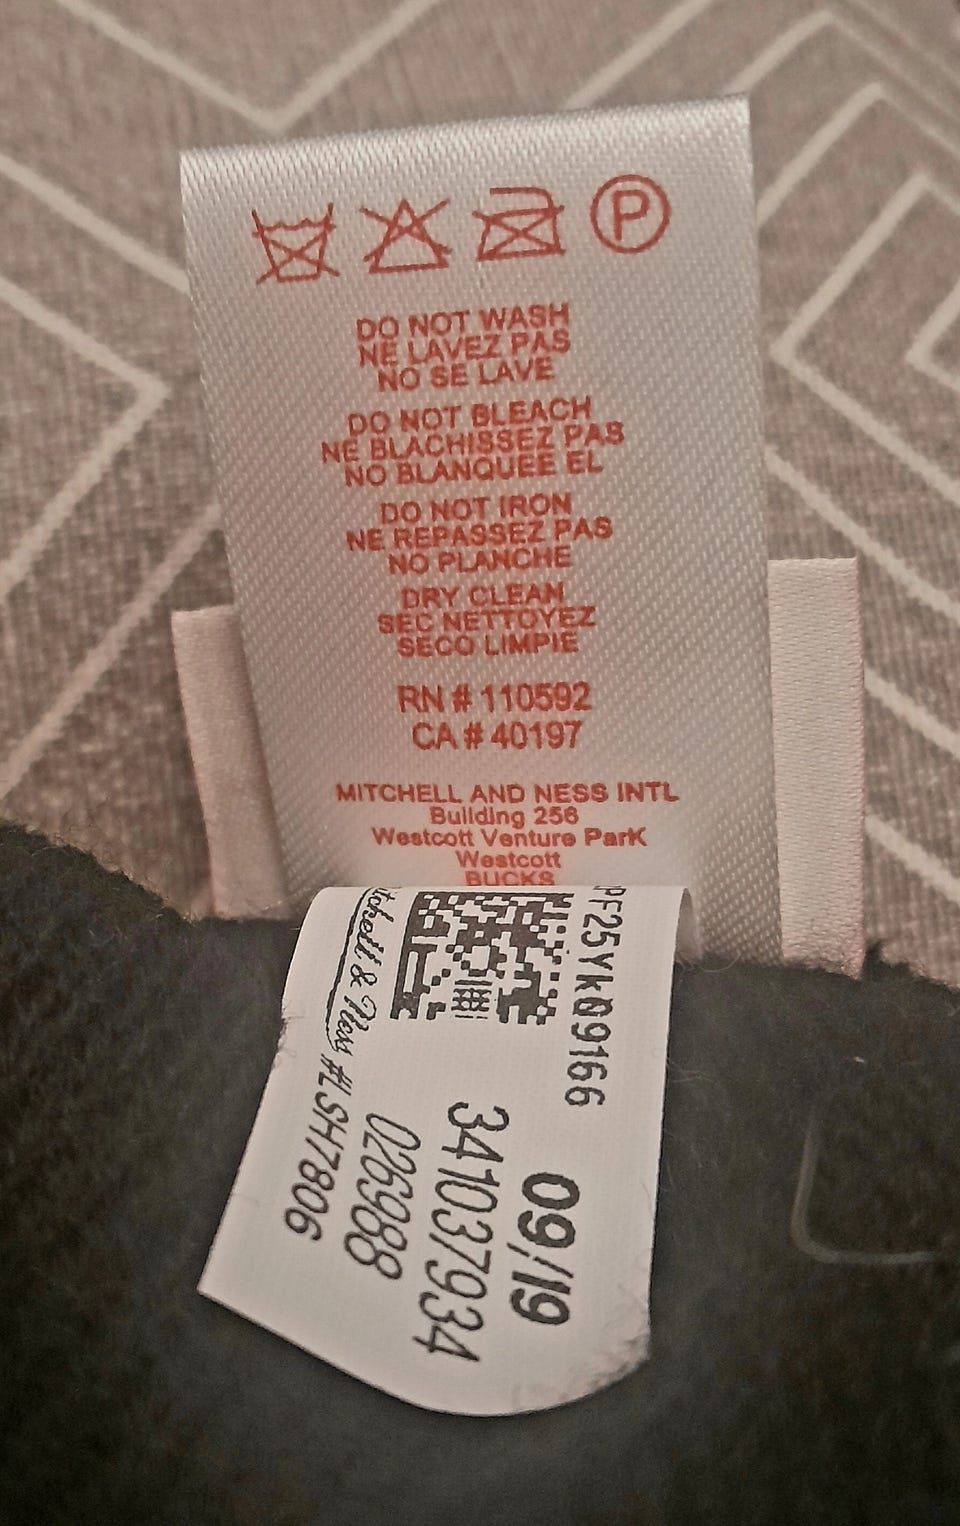 P
DO NOT WASH
NE LAVEZ PAS
NO SE LAVE
DO NOT BLEACH
NE BLACHISSEZ PAS
NO BLANQUEE EL
DO NOT IRON
NE REPASSEZ PAS
NO PLANCHE
DRY CLEAN
SEC NETTOYEZ
SECO LIMPIE
RN # 110592
CA # 40197
MITCHELL AND NESS INTL
Building 256
Westcott Venture ParK
Westcott
BUCKS
PF25YK09166
09/19
341037934
026988
itchell & Ness #LSH7806